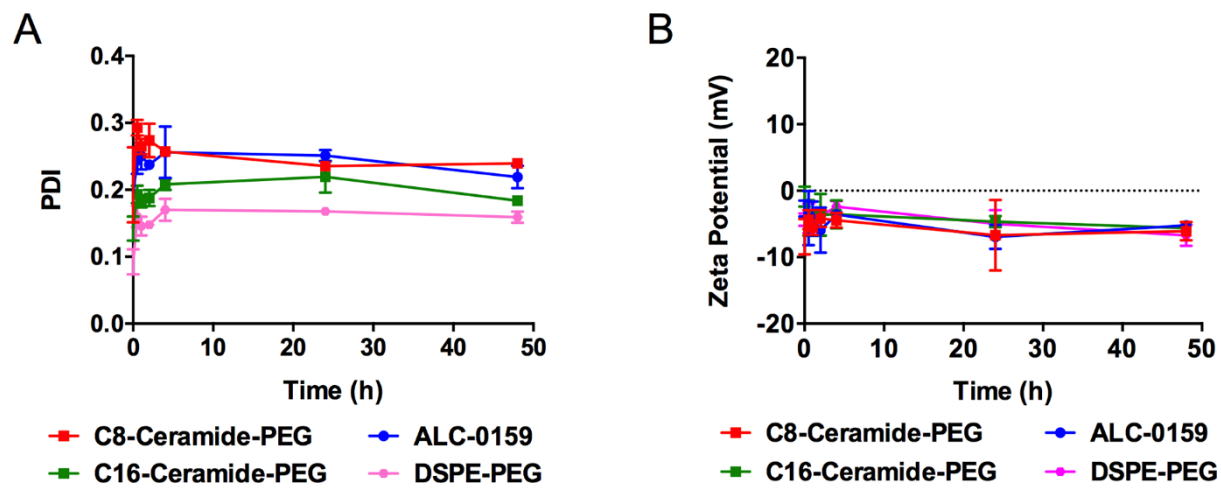 A
PDI
0.4
0.3
0.2
0.1
0.0
0 10 20 30 40 50
Time (h)
C8-Ceramide-PEG
ALC-0159
C16-Ceramide-PEG
DSPE-PEG
B
Zeta Potential (mV)
20
10
0
-10
-20
0 10 20 30 40 50
Time (h)
C8-Ceramide-PEG
ALC-0159
C16-Ceramide-PEG
DSPE-PEG